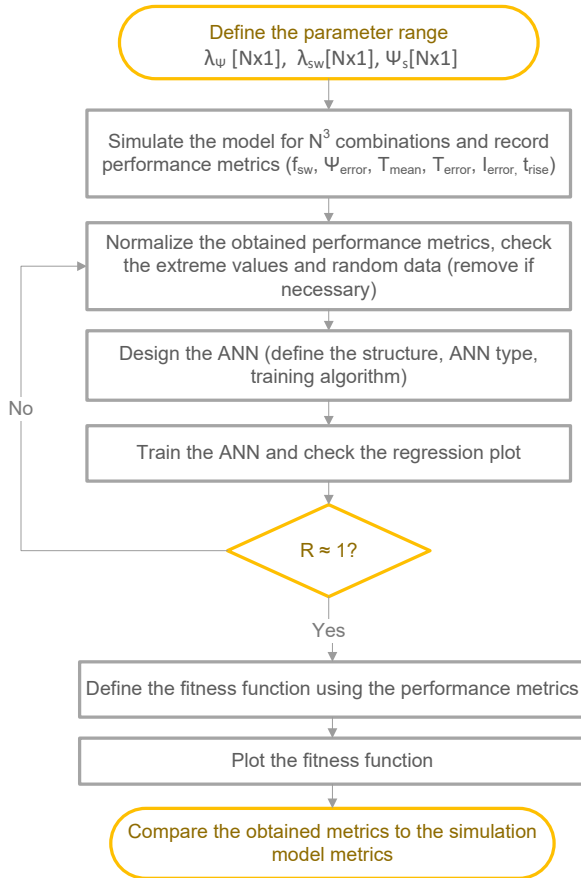 Define the parameter range
λψ [Nx1], λsw[Nx1], Ψs[Nx1]
Simulate the model for N³ combinations and record
performance metrics (fsw, Ψerror, Tmean, Terror, Ierror, trise)
Normalize the obtained performance metrics, check
the extreme values and random data (remove if
necessary)
Design the ANN (define the structure, ANN type,
training algorithm)
No
Train the ANN and check the regression plot
R ≈ 1?
Yes
Define the fitness function using the performance metrics
Plot the fitness function
Compare the obtained metrics to the simulation
model metrics